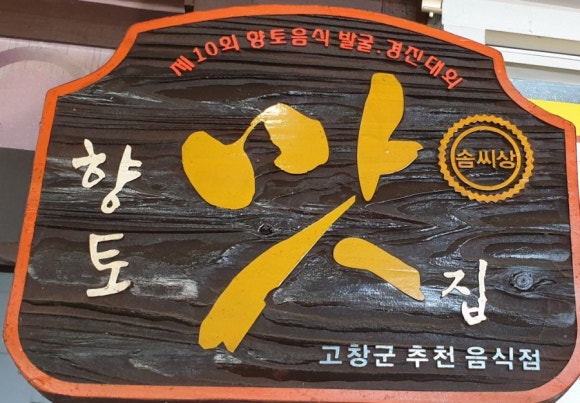 제10회 향토음식 발굴·경진대회
향토
맛
집
솜씨상
고창군 추천 음식점